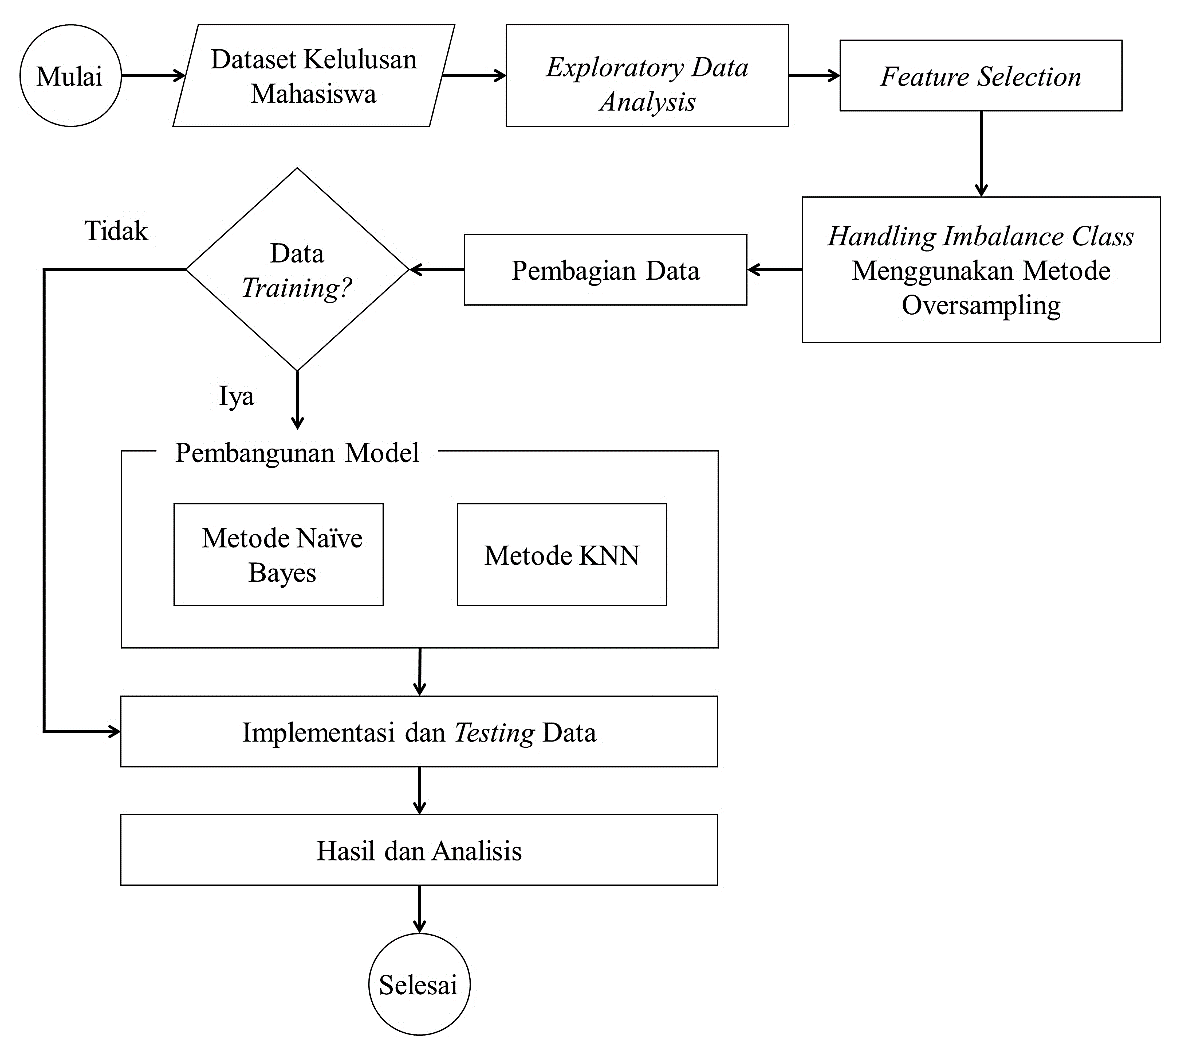 Mulai
Dataset Kelulusan
Mahasiswa
Exploratory Data
Analysis
Feature Selection
Handling Imbalance Class
Menggunakan Metode
Oversampling
Pembagian Data
Data
Training?
Tidak
Iya
Pembangunan Model
Metode Naïve
Bayes
Metode KNN
Implementasi dan Testing Data
Hasil dan Analisis
Selesai